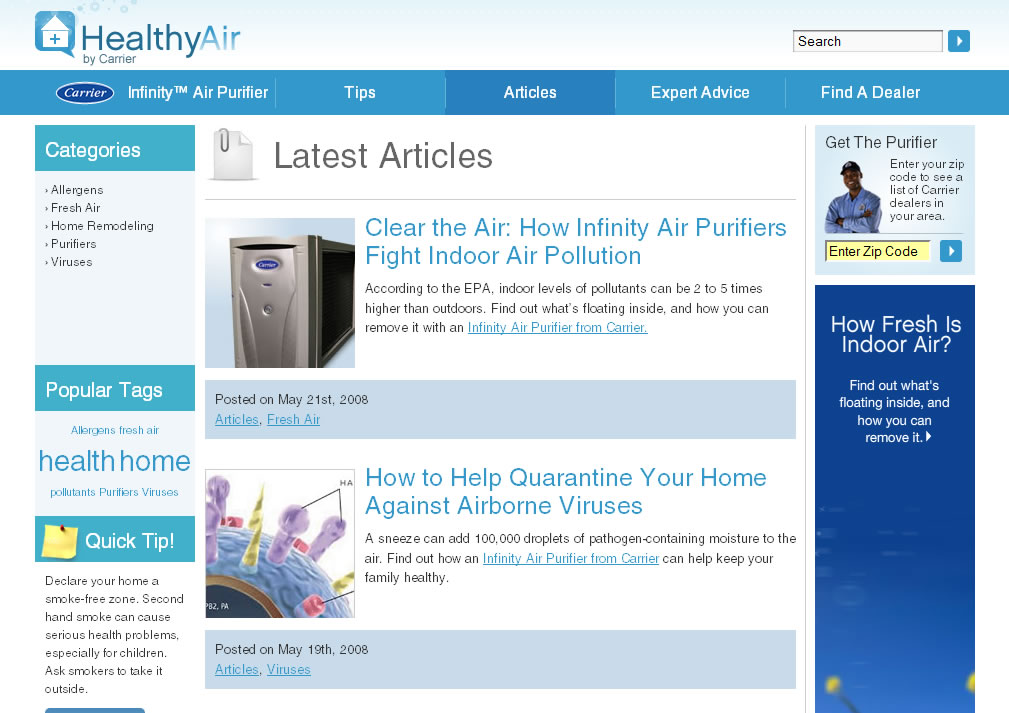 HealthyAir
by Carrier
Search
Carrier Infinity™ Air Purifier
Tips
Articles
Expert Advice
Find A Dealer
Categories
› Allergens
› Fresh Air
› Home Remodeling
› Purifiers
› Viruses
Popular Tags
Allergens fresh air
health home
pollutants Purifiers Viruses
Quick Tip!
Declare your home a
smoke-free zone. Second
hand smoke can cause
serious health problems,
especially for children.
Ask smokers to take it
outside.
Latest Articles
Carrier
Clear the Air: How Infinity Air Purifiers
Fight Indoor Air Pollution
According to the EPA, indoor levels of pollutants can be 2 to 5 times
higher than outdoors. Find out what's floating inside, and how you can
remove it with an Infinity Air Purifier from Carrier.
Posted on May 21st, 2008
Articles, Fresh Air
HA
PB2, PA
How to Help Quarantine Your Home
Against Airborne Viruses
A sneeze can add 100,000 droplets of pathogen-containing moisture to the
air. Find out how an Infinity Air Purifier from Carrier can help keep your
family healthy.
Posted on May 19th, 2008
Articles, Viruses
Get The Purifier
Enter your zip
code to see a
list of Carrier
dealers in
your area.
Enter Zip Code
How Fresh Is
Indoor Air?
Find out what's
floating inside, and
how you can
remove it.